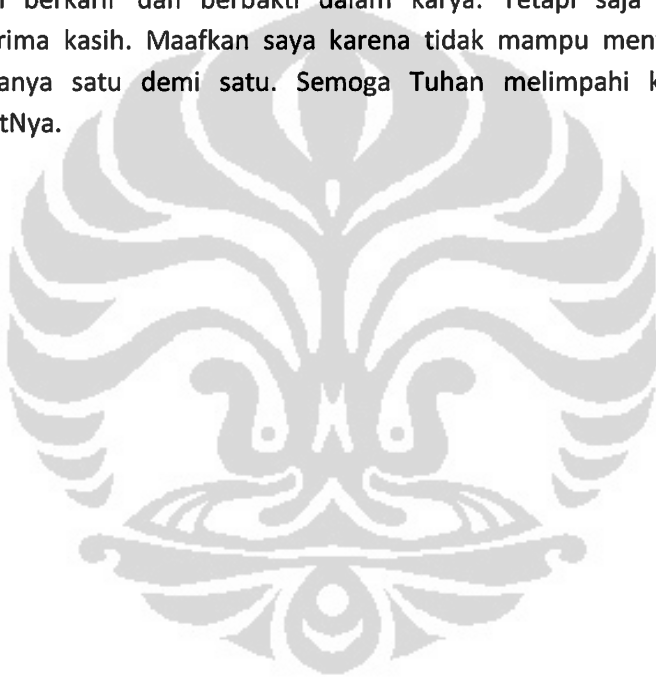 berkarir dan berbakti dalam karya. Tetapi saja
rima kasih. Maafkan saya karena tidak mampu ment
anya satu demi satu. Semoga Tuhan melimpahi k
tNya.